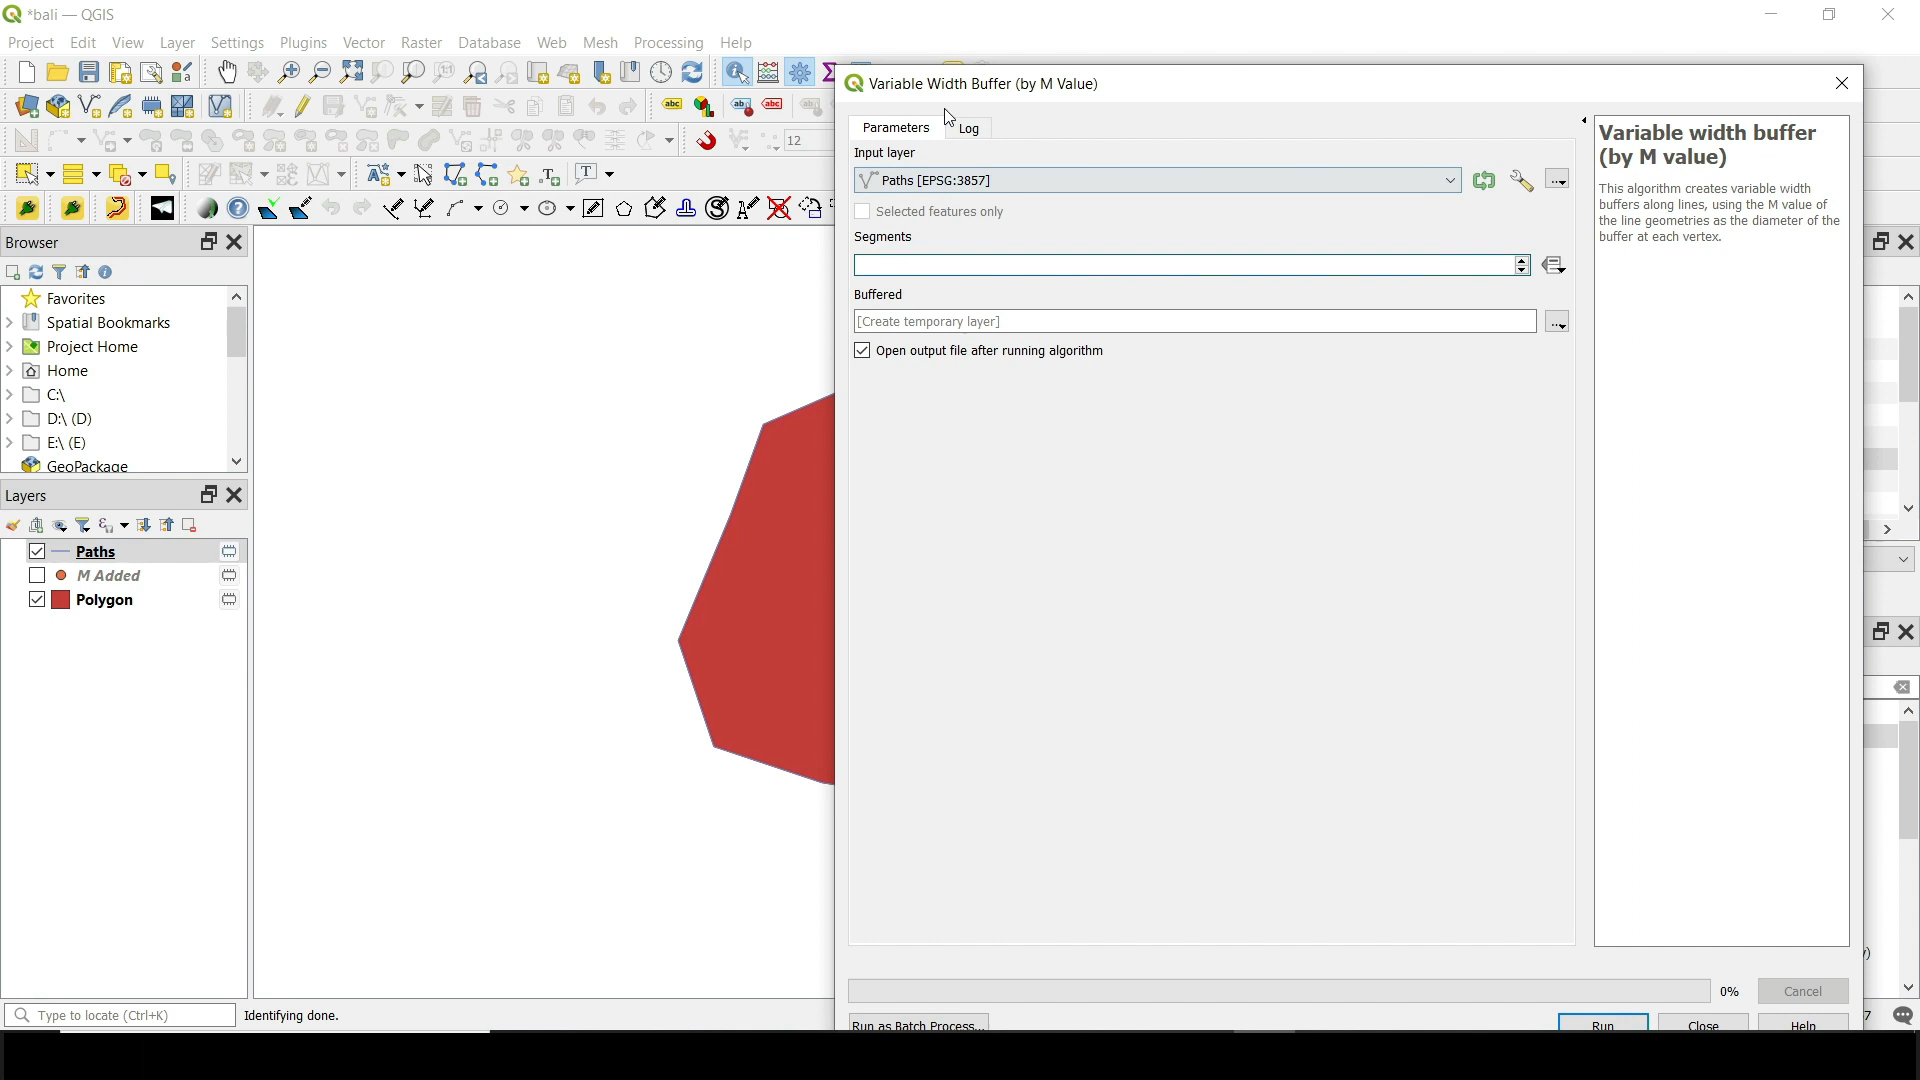 *bali — QGIS
Project Edit View Layer Settings Plugins Vector Raster Database Web Mesh Processing Help
12
Browser
Favorites
Spatial Bookmarks
Project Home
Home
C:\
D:\ (D)
E:\ (E)
GeoPackage
Layers
Paths
M Added
Polygon
Type to locate (Ctrl+K)
Identifying done.
Variable Width Buffer (by M Value)
Parameters Log
Input layer
Paths [EPSG:3857]
Selected features only
Segments
Buffered
[Create temporary layer]
Open output file after running algorithm
Variable width buffer
(by M value)
This algorithm creates variable width
buffers along lines, using the M value of
the line geometries as the diameter of the
buffer at each vertex.
0% Cancel
Run as Batch Process... Run Close Help